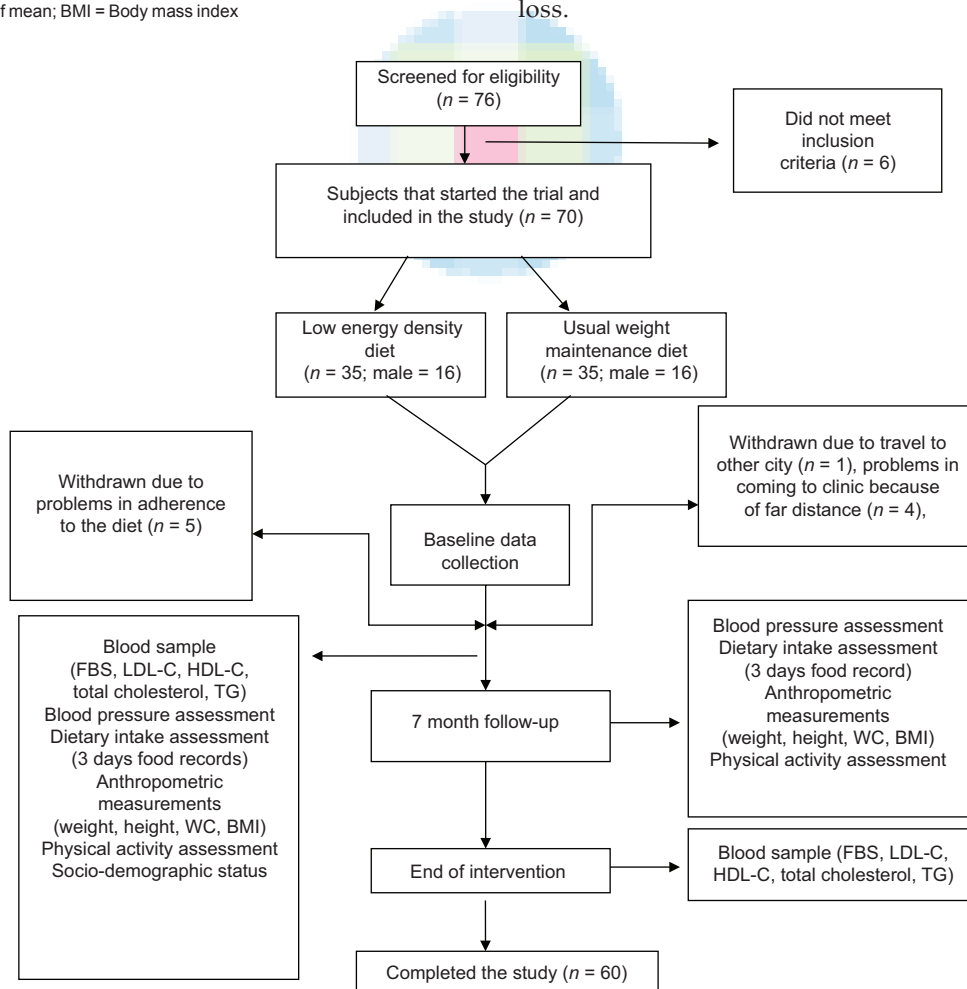 f mean; BMI = Body mass index
loss.
Screened for eligibility
(n = 76)
Did not meet
inclusion
criteria (n = 6)
Subjects that started the trial and
included in the study (n = 70)
Low energy density
diet
(n = 35; male = 16)
Usual weight
maintenance diet
(n = 35; male = 16)
Withdrawn due to
problems in adherence
to the diet (n = 5)
Withdrawn due to travel to
other city (n = 1), problems in
coming to clinic because
of far distance (n = 4),
Baseline data
collection
Blood sample
(FBS, LDL-C, HDL-C,
total cholesterol, TG)
Blood pressure assessment
Dietary intake assessment
(3 days food records)
Anthropometric
measurements
(weight, height, WC, BMI)
Physical activity assessment
Socio-demographic status
7 month follow-up
Blood pressure assessment
Dietary intake assessment
(3 days food record)
Anthropometric
measurements
(weight, height, WC, BMI)
Physical activity assessment
End of intervention
Blood sample (FBS, LDL-C,
HDL-C, total cholesterol, TG)
Completed the study (n = 60)